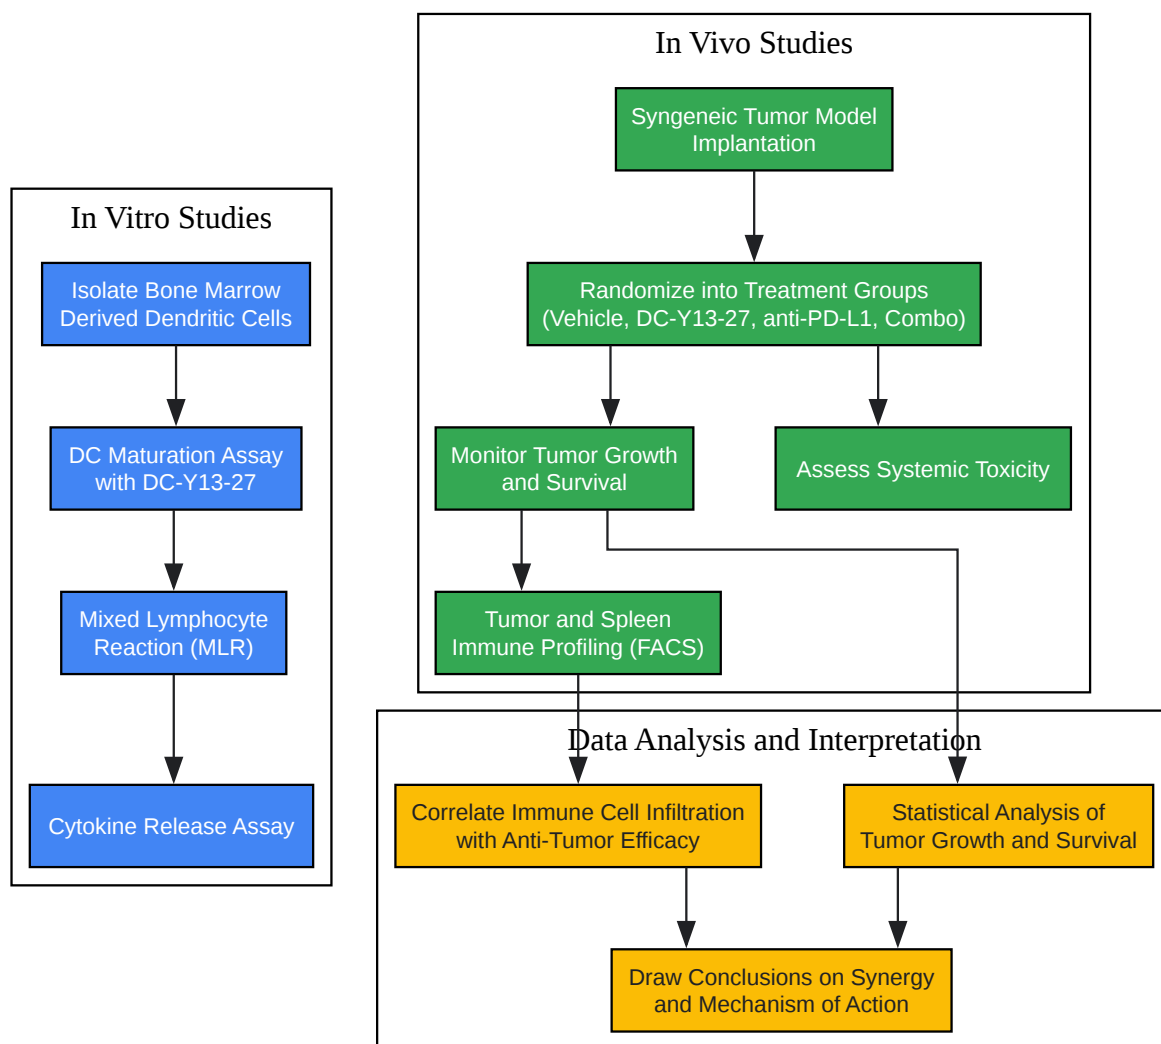 In Vitro Studies
Isolate Bone Marrow
Derived Dendritic Cells
DC Maturation Assay
with DC-Y13-27
Mixed Lymphocyte
Reaction (MLR)
Cytokine Release Assay
In Vivo Studies
Syngeneic Tumor Model
Implantation
Randomize into Treatment Groups
(Vehicle, DC-Y13-27, anti-PD-L1, Combo)
Monitor Tumor Growth
and Survival
Assess Systemic Toxicity
Tumor and Spleen
Immune Profiling (FACS)
Data Analysis and Interpretation
Correlate Immune Cell Infiltration
with Anti-Tumor Efficacy
Statistical Analysis of
Tumor Growth and Survival
Draw Conclusions on Synergy
and Mechanism of Action